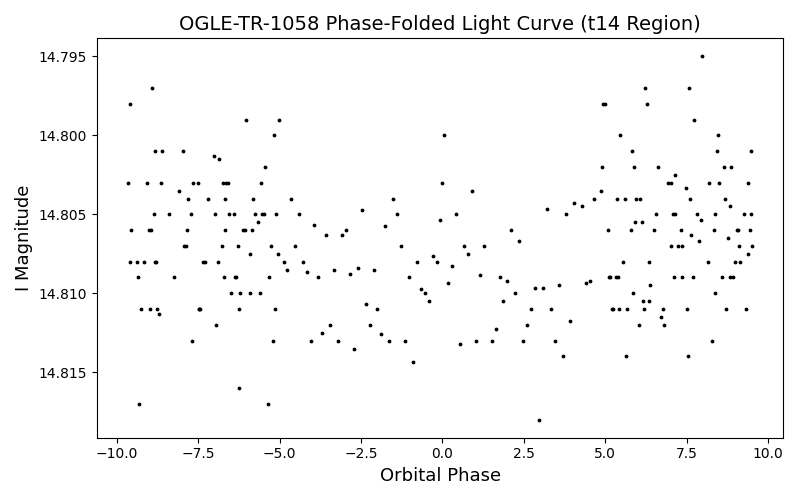 OGLE-TR-1058 Phase-Folded Light Curve (t14 Region)
14.795
14.800
14.805
14.810
14.815
I Magnitude
−10.0 −7.5 −5.0 −2.5 0.0 2.5 5.0 7.5 10.0
Orbital Phase